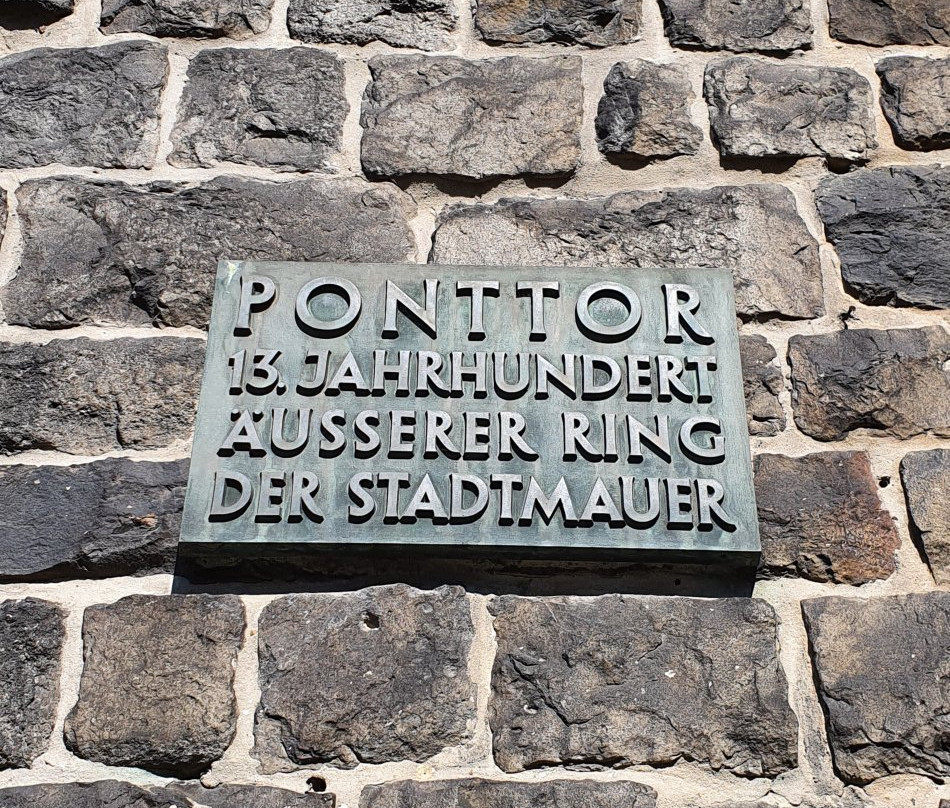 PONTTOR
13. JAHRHUNDERT
ÄUSSERER RING
DER STADTMAUER